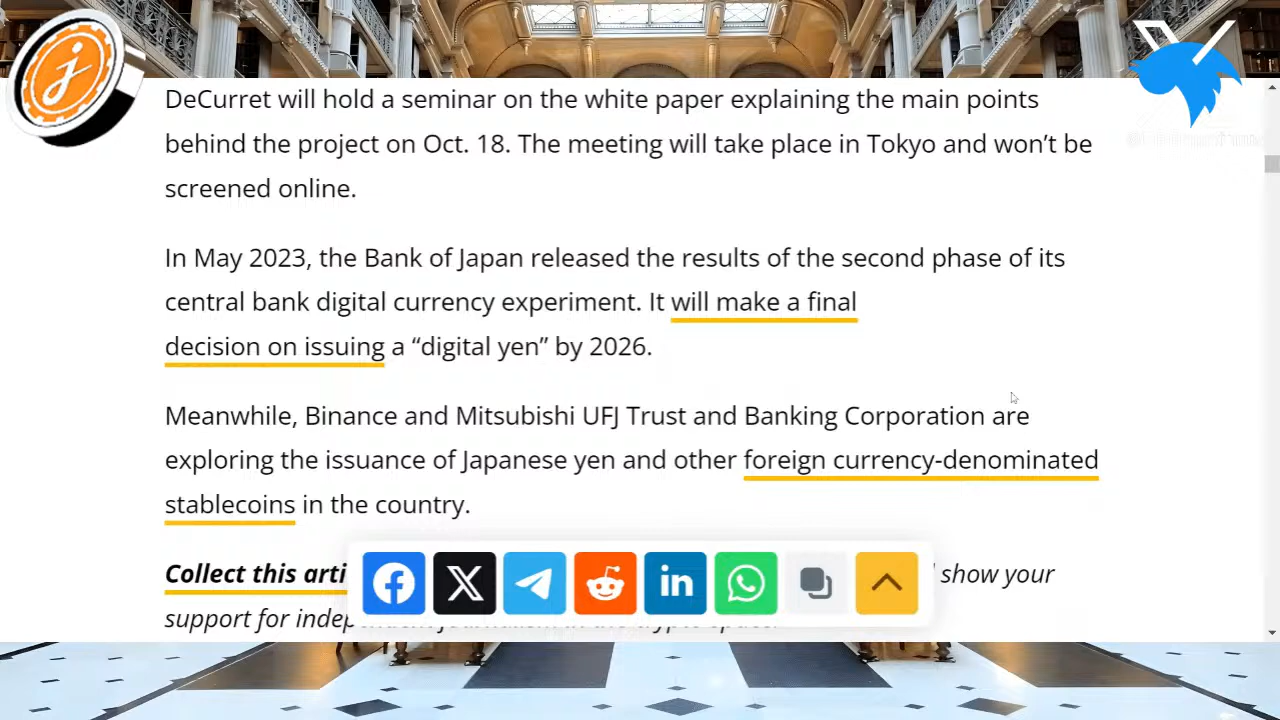 DeCurret will hold a seminar on the white paper explaining the main points
behind the project on Oct. 18. The meeting will take place in Tokyo and won’t be
screened online.
In May 2023, the Bank of Japan released the results of the second phase of its
central bank digital currency experiment. It will make a final
decision on issuing a “digital yen” by 2026.
Meanwhile, Binance and Mitsubishi UFJ Trust and Banking Corporation are
exploring the issuance of Japanese yen and other foreign currency-denominated
stablecoins in the country.
Collect this show your
support for